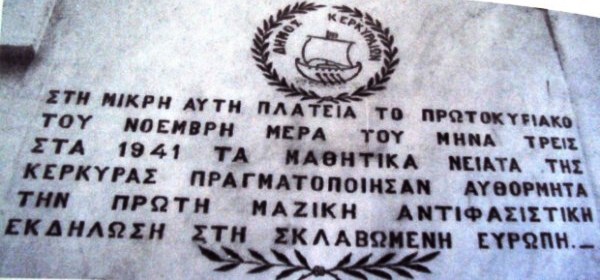 ΔΗΜΟΣ ΚΕΡΚΥΡΑΙΩΝ
ΣΤΗ ΜΙΚΡΗ ΑΥΤΗ ΠΛΑΤΕΙΑ ΤΟ ΠΡΩΤΟΚΥΡΙΑΚΟ
ΤΟΥ ΝΟΕΜΒΡΗ ΜΕΡΑ ΤΟΥ ΜΗΝΑ ΤΡΕΙΣ
ΣΤΑ 1941 ΤΑ ΜΑΘΗΤΙΚΑ ΝΕΙΑΤΑ ΤΗΣ
ΚΕΡΚΥΡΑΣ ΠΡΑΓΜΑΤΟΠΟΙΗΣΑΝ ΑΥΘΟΡΜΗΤΑ
ΤΗΝ ΠΡΩΤΗ ΜΑΖΙΚΗ ΑΝΤΙΦΑΣΙΣΤΙΚΗ
ΕΚΔΗΛΩΣΗ ΣΤΗ ΣΚΛΑΒΩΜΕΝΗ ΕΥΡΩΠΗ._